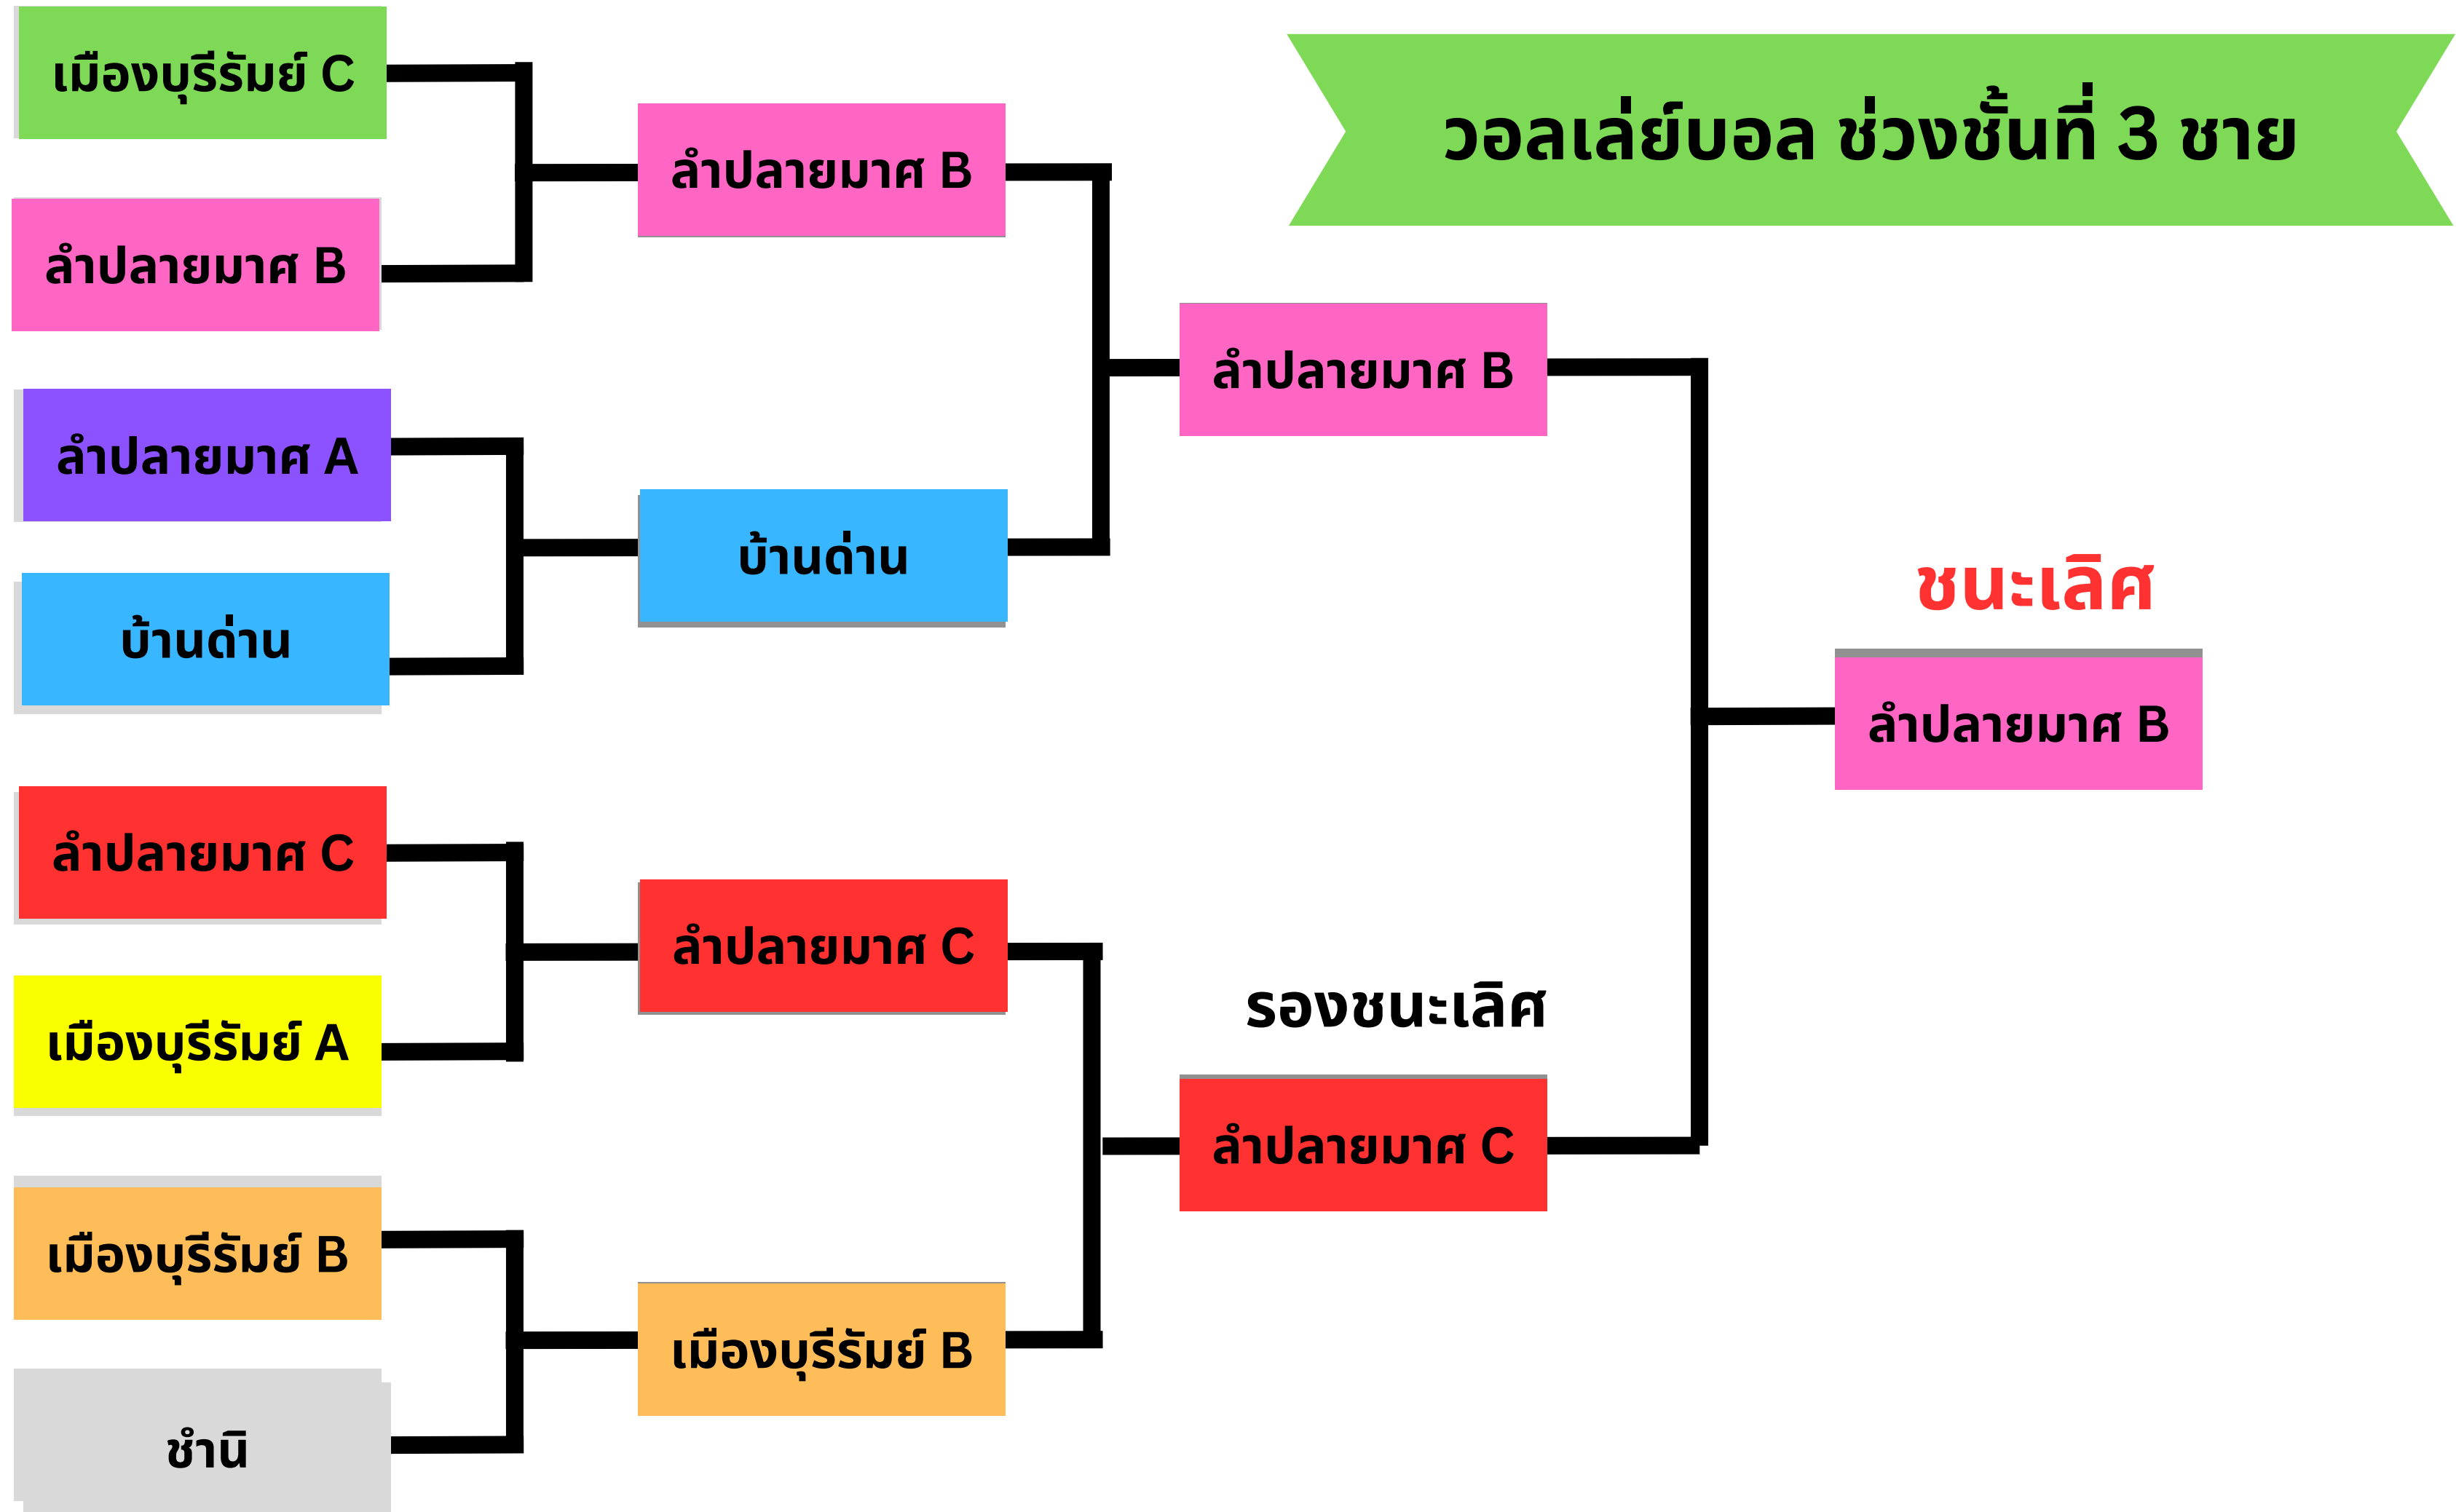 วอลเล่ย์บอล ช่วงชั้นที่ 3 ชาย
เมืองบุรีรัมย์ C
ลำปลายมาศ B
ลำปลายมาศ A
บ้านด่าน
ลำปลายมาศ C
เมืองบุรีรัมย์ A
เมืองบุรีรัมย์ B
ชำนิ
ลำปลายมาศ B
บ้านด่าน
ลำปลายมาศ C
เมืองบุรีรัมย์ B
ลำปลายมาศ B
รองชนะเลิศ
ลำปลายมาศ C
ชนะเลิศ
ลำปลายมาศ B